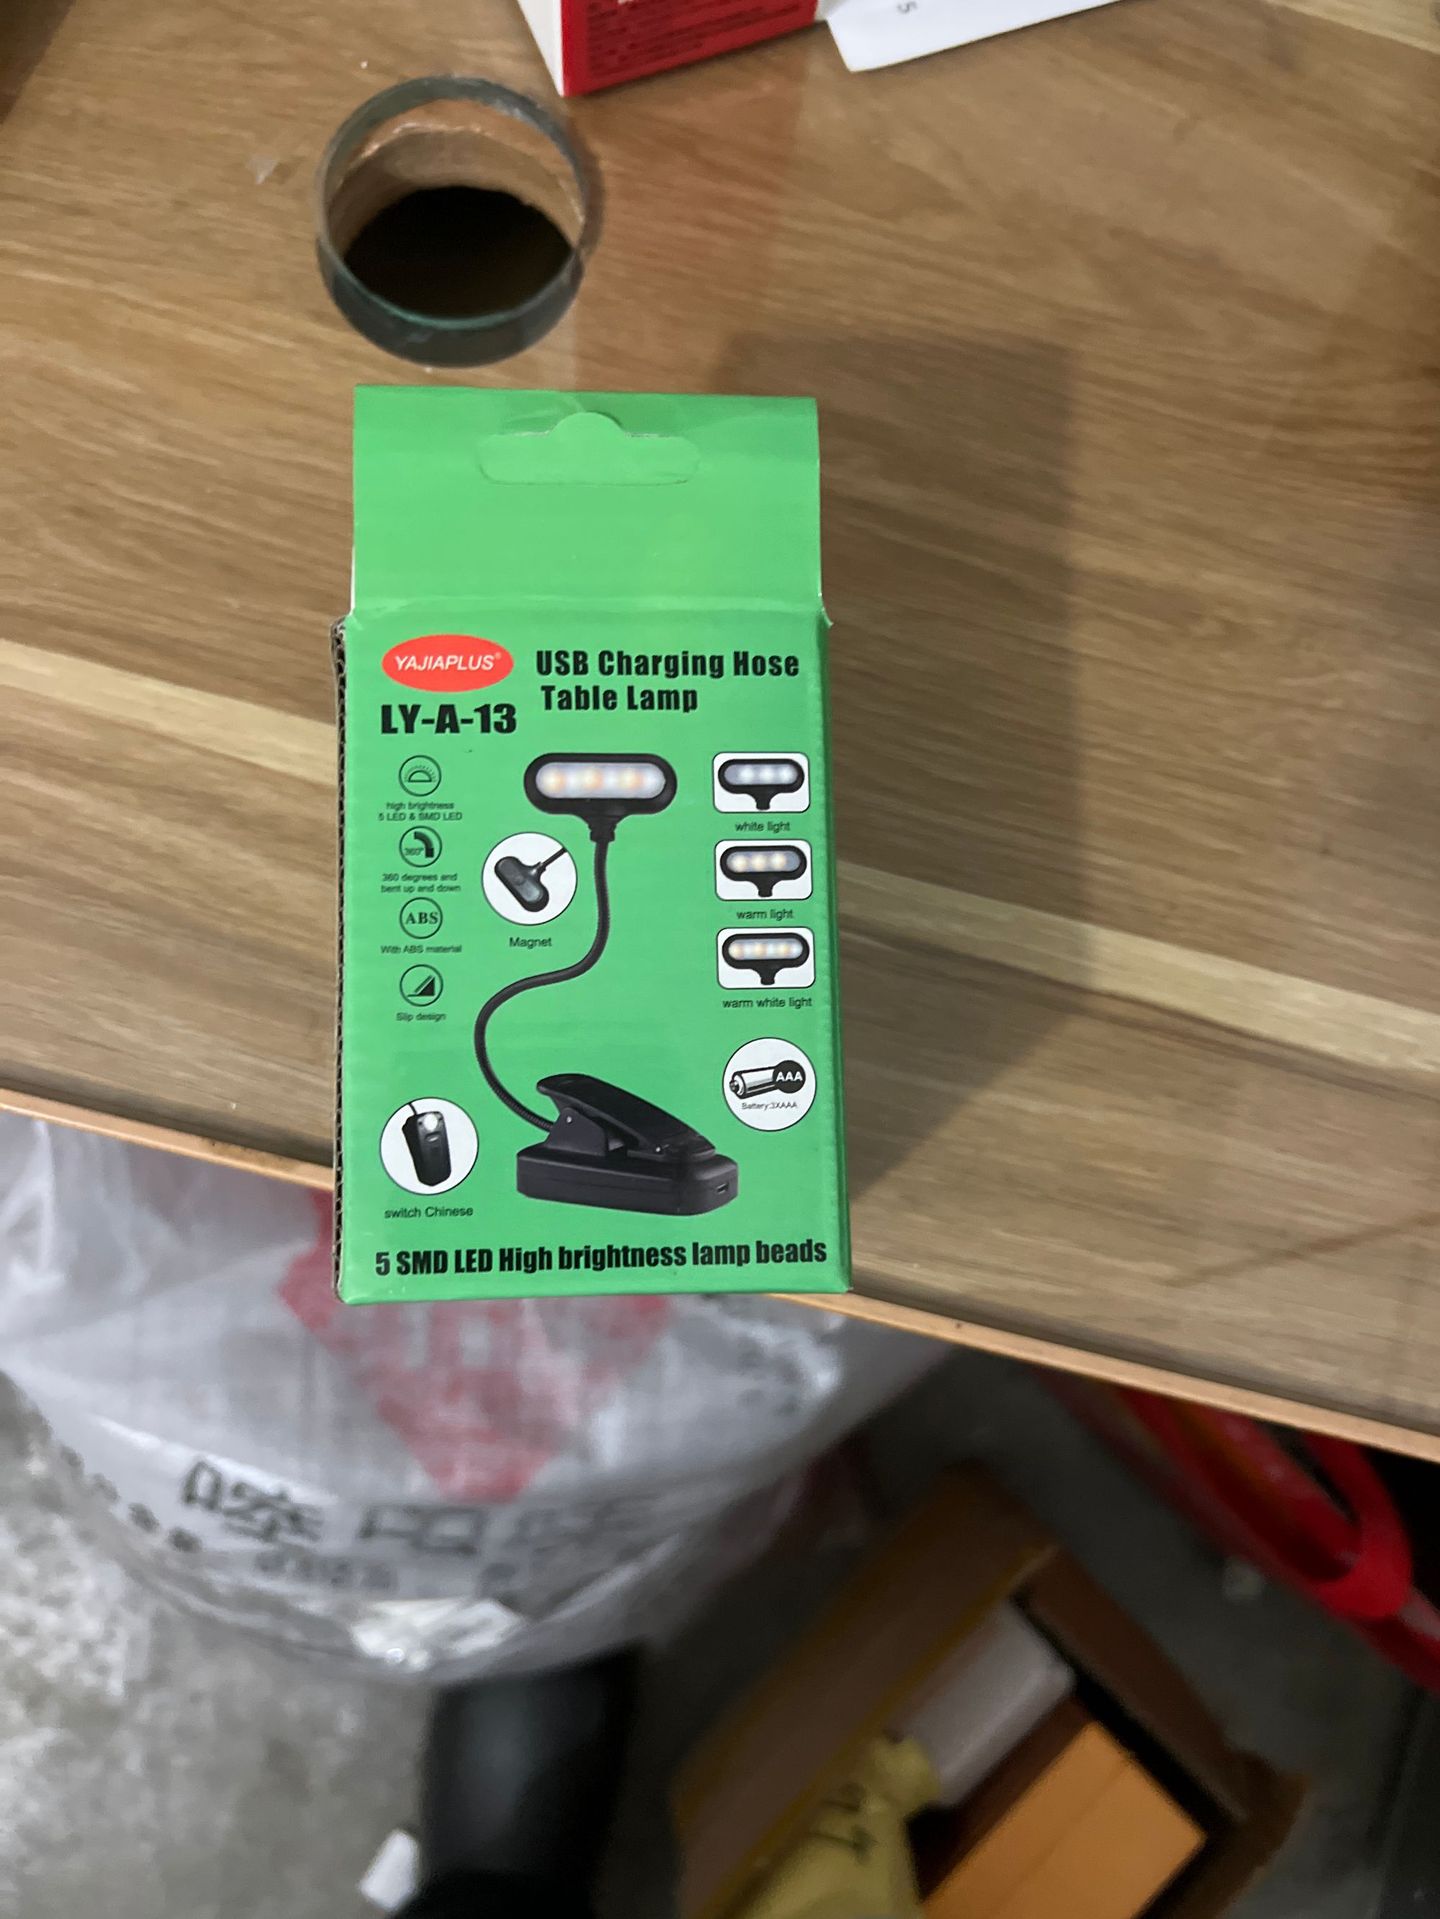 YAJIAPLUS®
USB Charging Hose
Table Lamp
LY-A-13
high brightness
5 LED & SMD LED
360°
360 degrees and
bent up and down
ABS
With ABS material
Slip design
Magnet
white light
warm light
warm white light
AAA
Battery:3XAAA
switch Chinese
5 SMD LED High brightness lamp beads
5